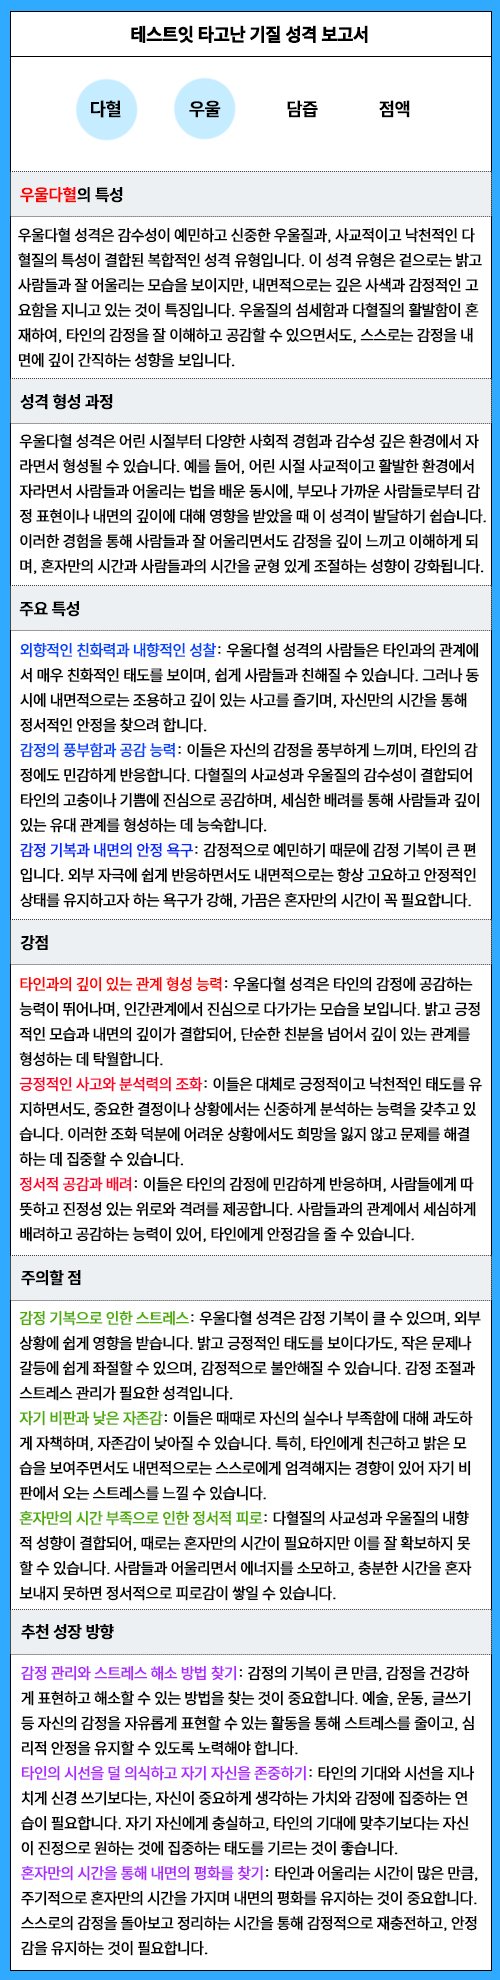 테스트잇 타고난 기질 성격 보고서
다혈 우울 담즙 점액
우울다혈의 특성
우울다혈 성격은 감수성이 예민하고 신중한 우울질과, 사교적이고 낙천적인 다
혈질의 특성이 결합된 복합적인 성격 유형입니다. 이 성격 유형은 겉으로는 밝고
사람들과 잘 어울리는 모습을 보이지만, 내면적으로는 깊은 사색과 감정적인 고
요함을 지니고 있는 것이 특징입니다. 우울질의 섬세함과 다혈질의 활발함이 혼
재하여, 타인의 감정을 잘 이해하고 공감할 수 있으면서도, 스스로는 감정을 내
면에 깊이 간직하는 성향을 보입니다.
성격 형성 과정
우울다혈 성격은 어린 시절부터 다양한 사회적 경험과 감수성 깊은 환경에서 자
라면서 형성될 수 있습니다. 예를 들어, 어린 시절 사교적이고 활발한 환경에서
자라면서 사람들과 어울리는 법을 배운 동시에, 부모나 가까운 사람들로부터 감
정 표현이나 내면의 깊이에 대해 영향을 받았을 때 이 성격이 발달하기 쉽습니다.
이러한 경험을 통해 사람들과 잘 어울리면서도 감정을 깊이 느끼고 이해하게 되
며, 혼자만의 시간과 사람들과의 시간을 균형 있게 조절하는 성향이 강화됩니다.
주요 특성
외향적인 친화력과 내향적인 성찰: 우울다혈 성격의 사람들은 타인과의 관계에
서 매우 친화적인 태도를 보이며, 쉽게 사람들과 친해질 수 있습니다. 그러나 동
시에 내면적으로는 조용하고 깊이 있는 사고를 즐기며, 자신만의 시간을 통해
정서적인 안정을 찾으려 합니다.
감정의 풍부함과 공감 능력: 이들은 자신의 감정을 풍부하게 느끼며, 타인의 감
정에도 민감하게 반응합니다. 다혈질의 사교성과 우울질의 감수성이 결합되어
타인의 고충이나 기쁨에 진심으로 공감하며, 세심한 배려를 통해 사람들과 깊이
있는 유대 관계를 형성하는 데 능숙합니다.
감정 기복과 내면의 안정 욕구: 감정적으로 예민하기 때문에 감정 기복이 큰 편
입니다. 외부 자극에 쉽게 반응하면서도 내면적으로는 항상 고요하고 안정적인
상태를 유지하고자 하는 욕구가 강해, 가끔은 혼자만의 시간이 꼭 필요합니다.
강점
타인과의 깊이 있는 관계 형성 능력: 우울다혈 성격은 타인의 감정에 공감하는
능력이 뛰어나며, 인간관계에서 진심으로 다가가는 모습을 보입니다. 밝고 긍정
적인 모습과 내면의 깊이가 결합되어, 단순한 친분을 넘어서 깊이 있는 관계를
형성하는 데 탁월합니다.
긍정적인 사고와 분석력의 조화: 이들은 대체로 긍정적이고 낙천적인 태도를 유
지하면서도, 중요한 결정이나 상황에서는 신중하게 분석하는 능력을 갖추고 있
습니다. 이러한 조화 덕분에 어려운 상황에서도 희망을 잃지 않고 문제를 해결
하는 데 집중할 수 있습니다.
정서적 공감과 배려: 이들은 타인의 감정에 민감하게 반응하며, 사람들에게 따
뜻하고 진정성 있는 위로와 격려를 제공합니다. 사람들과의 관계에서 세심하게
배려하고 공감하는 능력이 있어, 타인에게 안정감을 줄 수 있습니다.
주의할 점
감정 기복으로 인한 스트레스: 우울다혈 성격은 감정 기복이 클 수 있으며, 외부
상황에 쉽게 영향을 받습니다. 밝고 긍정적인 태도를 보이다가도, 작은 문제나
갈등에 쉽게 좌절할 수 있으며, 감정적으로 불안해질 수 있습니다. 감정 조절과
스트레스 관리가 필요한 성격입니다.
자기 비판과 낮은 자존감: 이들은 때때로 자신의 실수나 부족함에 대해 과도하
게 자책하며, 자존감이 낮아질 수 있습니다. 특히, 타인에게 친근하고 밝은 모
습을 보여주면서도 내면적으로는 스스로에게 엄격해지는 경향이 있어 자기 비
판에서 오는 스트레스를 느낄 수 있습니다.
혼자만의 시간 부족으로 인한 정서적 피로: 다혈질의 사교성과 우울질의 내향
적 성향이 결합되어, 때로는 혼자만의 시간이 필요하지만 이를 잘 확보하지 못
할 수 있습니다. 사람들과 어울리면서 에너지를 소모하고, 충분한 시간을 혼자
보내지 못하면 정서적으로 피로감이 쌓일 수 있습니다.
추천 성장 방향
감정 관리와 스트레스 해소 방법 찾기: 감정의 기복이 큰 만큼, 감정을 건강하
게 표현하고 해소할 수 있는 방법을 찾는 것이 중요합니다. 예술, 운동, 글쓰기
등 자신의 감정을 자유롭게 표현할 수 있는 활동을 통해 스트레스를 줄이고, 심
리적 안정을 유지할 수 있도록 노력해야 합니다.
타인의 시선을 덜 의식하고 자기 자신을 존중하기: 타인의 기대와 시선을 지나
치게 신경 쓰기보다는, 자신이 중요하게 생각하는 가치와 감정에 집중하는 연
습이 필요합니다. 자기 자신에게 충실하고, 타인의 기대에 맞추기보다는 자신
이 진정으로 원하는 것에 집중하는 태도를 기르는 것이 좋습니다.
혼자만의 시간을 통해 내면의 평화를 찾기: 타인과 어울리는 시간이 많은 만큼,
주기적으로 혼자만의 시간을 가지며 내면의 평화를 유지하는 것이 중요합니다.
스스로의 감정을 돌아보고 정리하는 시간을 통해 감정적으로 재충전하고, 안정
감을 유지하는 것이 필요합니다.